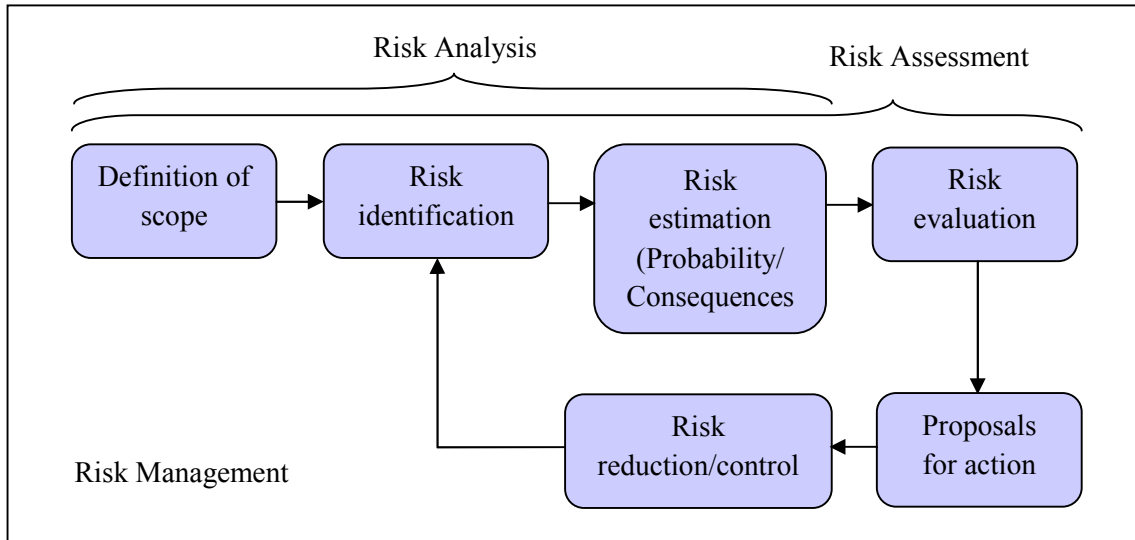 Risk Analysis
Risk Assessment
Definition of
scope
Risk
identification
Risk
estimation
(Probability/
Consequences
Risk
evaluation
Risk
reduction/control
Proposals
for action
Risk Management